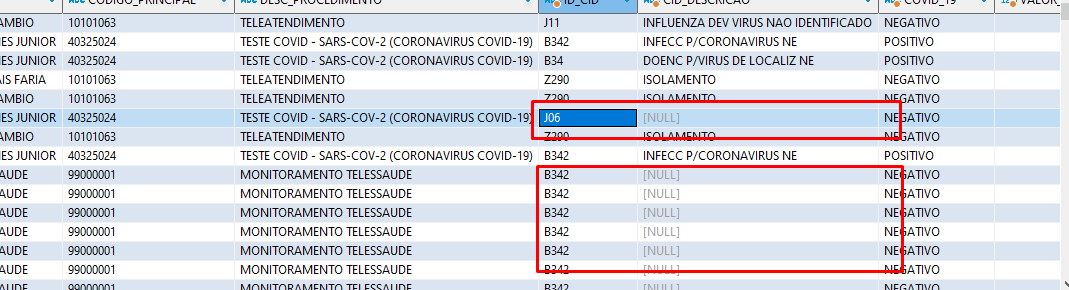 CODIGO_PRINCIPAL DESC_PROCEDIMENTO ID_CID CID_DESCRICAO COVID_19 VALOR_
AMBIO 10101063 TELEATENDIMENTO J11 INFLUENZA DEV VIRUS NAO IDENTIFICADO NEGATIVO
NES JUNIOR 40325024 TESTE COVID - SARS-COV-2 (CORONAVIRUS COVID-19) B342 INFECC P/CORONAVIRUS NE POSITIVO
NES JUNIOR 40325024 TESTE COVID - SARS-COV-2 (CORONAVIRUS COVID-19) B34 DOENC P/VIRUS DE LOCALIZ NE POSITIVO
AIS FARIA 10101063 TELEATENDIMENTO Z290 ISOLAMENTO NEGATIVO
AMBIO 10101063 TELEATENDIMENTO Z290 ISOLAMENTO NEGATIVO
NES JUNIOR 40325024 TESTE COVID - SARS-COV-2 (CORONAVIRUS COVID-19) J06 [NULL] NEGATIVO
AMBIO 10101063 TELEATENDIMENTO Z290 ISOLAMENTO NEGATIVO
NES JUNIOR 40325024 TESTE COVID - SARS-COV-2 (CORONAVIRUS COVID-19) B342 INFECC P/CORONAVIRUS NE POSITIVO
AUDE 99000001 MONITORAMENTO TELESSAUDE B342 [NULL] NEGATIVO
AUDE 99000001 MONITORAMENTO TELESSAUDE B342 [NULL] NEGATIVO
AUDE 99000001 MONITORAMENTO TELESSAUDE B342 [NULL] NEGATIVO
AUDE 99000001 MONITORAMENTO TELESSAUDE B342 [NULL] NEGATIVO
AUDE 99000001 MONITORAMENTO TELESSAUDE B342 [NULL] NEGATIVO
AUDE 99000001 MONITORAMENTO TELESSAUDE B342 [NULL] NEGATIVO
AUDE 99000001 MONITORAMENTO TELESSAUDE B342 [NULL] NEGATIVO